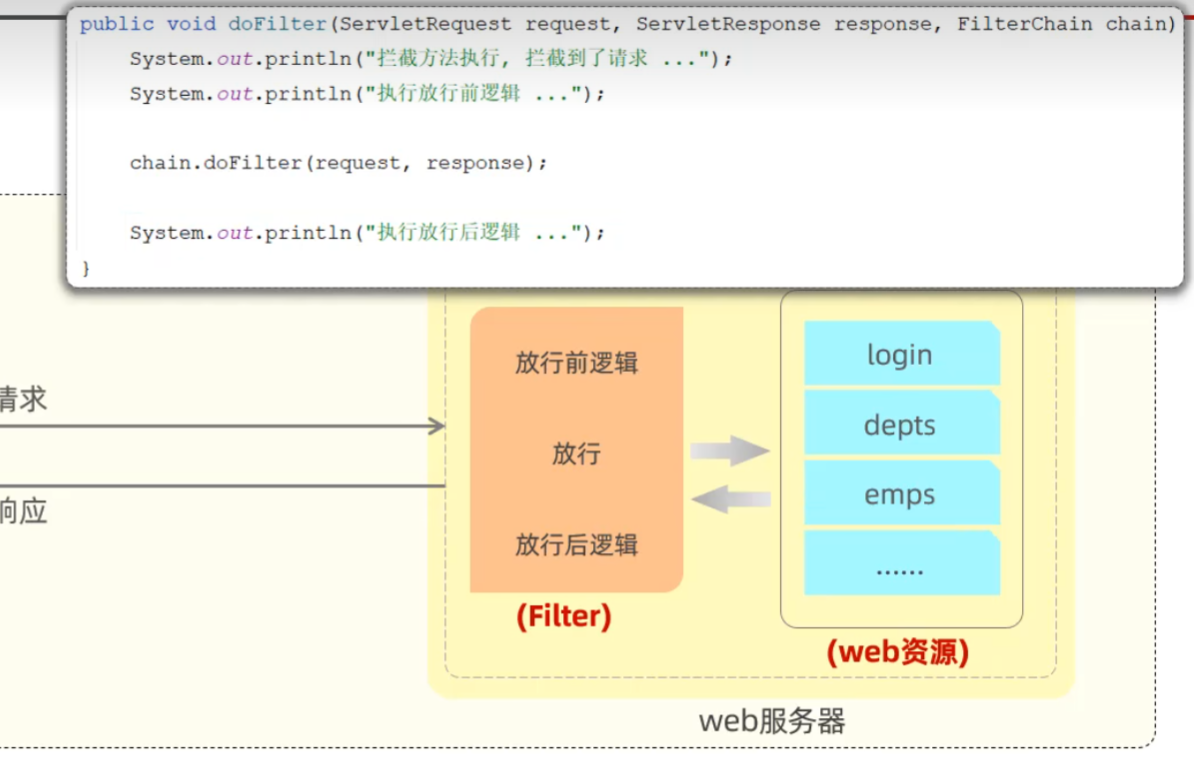 public void doFilter(ServletRequest request, ServletResponse response, FilterChain chain)
System.out.println("拦截方法执行, 拦截到了请求 ...");
System.out.println("执行放行前逻辑 ...");
chain.doFilter(request, response);
System.out.println("执行放行后逻辑 ...");
}
请求
响应
放行前逻辑
放行
放行后逻辑
(Filter)
login
depts
emps
......
(web资源)
web服务器